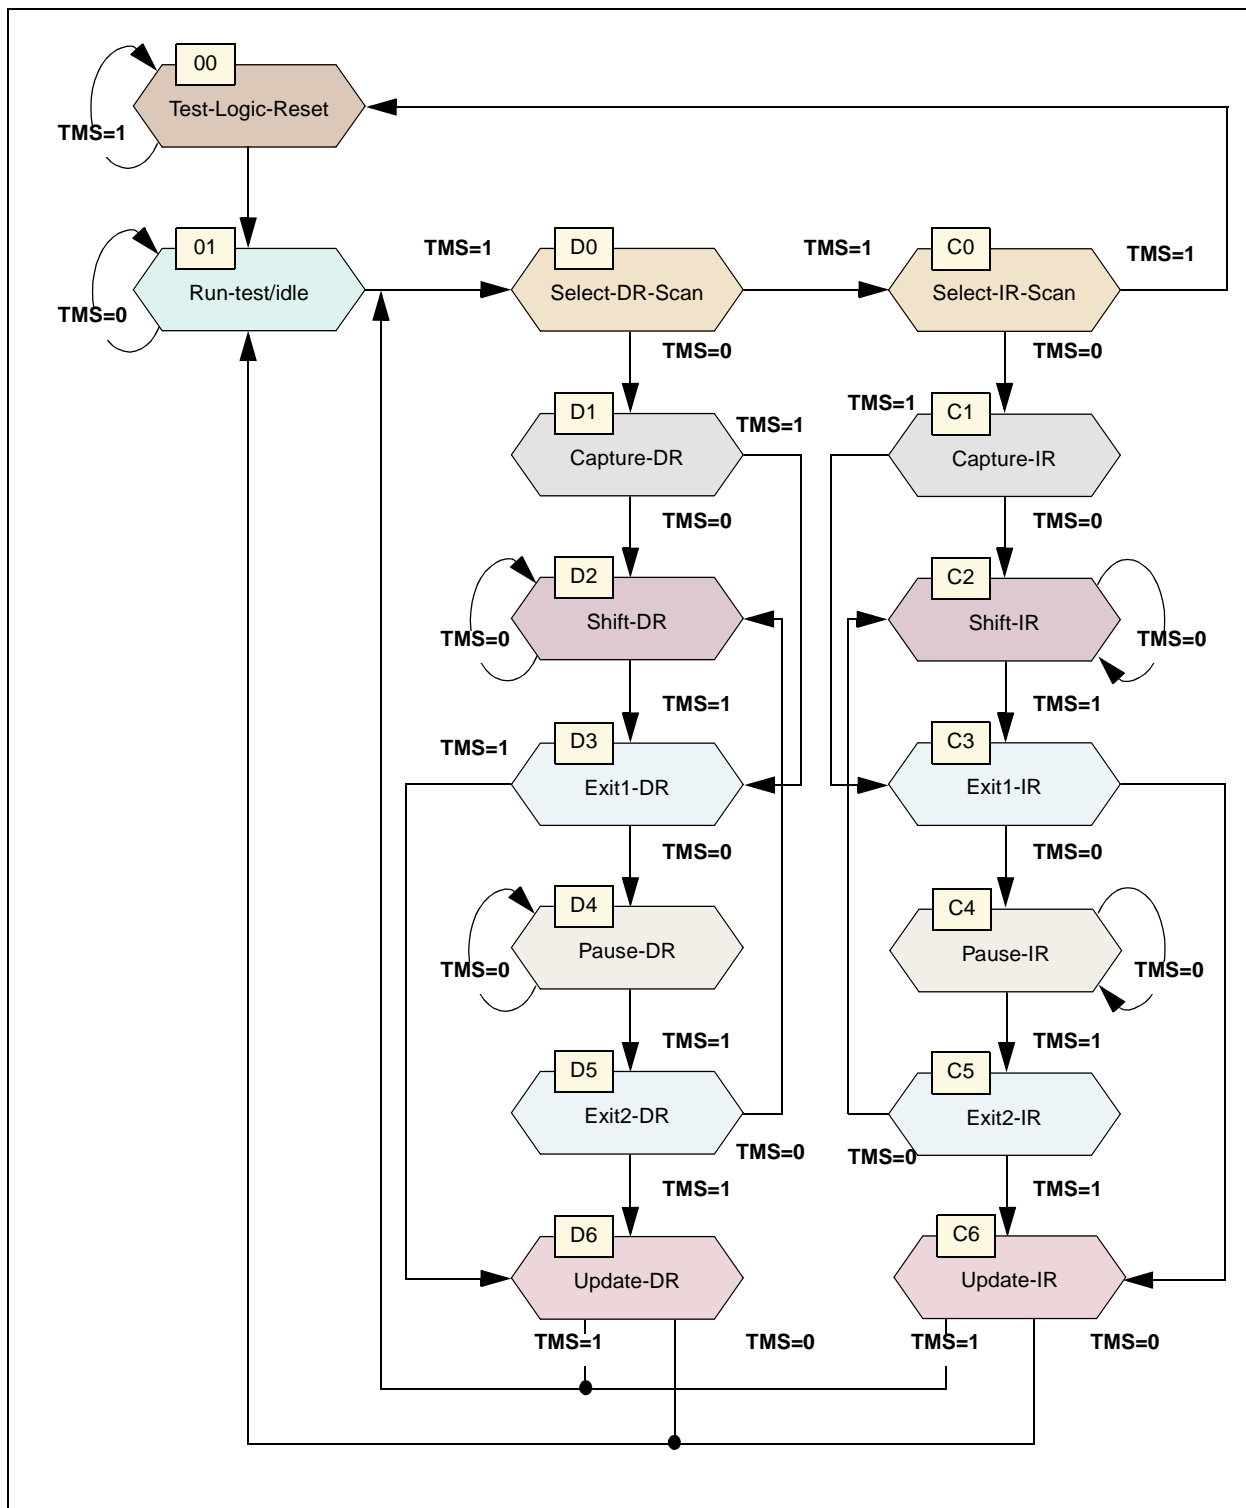 00
Test-Logic-Reset
TMS=1
01
Run-test/idle
TMS=0
TMS=1
D0
Select-DR-Scan
TMS=1
C0
Select-IR-Scan
TMS=1
TMS=0
TMS=0
D1
Capture-DR
TMS=1
TMS=1
C1
Capture-IR
TMS=0
TMS=0
D2
Shift-DR
TMS=0
C2
Shift-IR
TMS=0
TMS=1
TMS=1
TMS=1
D3
Exit1-DR
C3
Exit1-IR
TMS=0
TMS=0
D4
Pause-DR
TMS=0
C4
Pause-IR
TMS=0
TMS=1
TMS=1
D5
Exit2-DR
TMS=0
C5
Exit2-IR
TMS=0
TMS=1
TMS=1
D6
Update-DR
C6
Update-IR
TMS=1
TMS=0
TMS=1
TMS=0